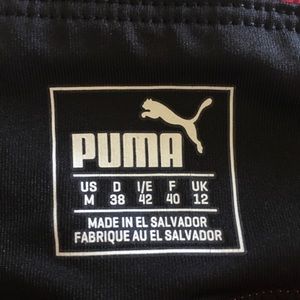 PUMA
US D I/E F UK
M 38 42 40 12
MADE IN EL SALVADOR
FABRIQUE AU EL SALVADOR